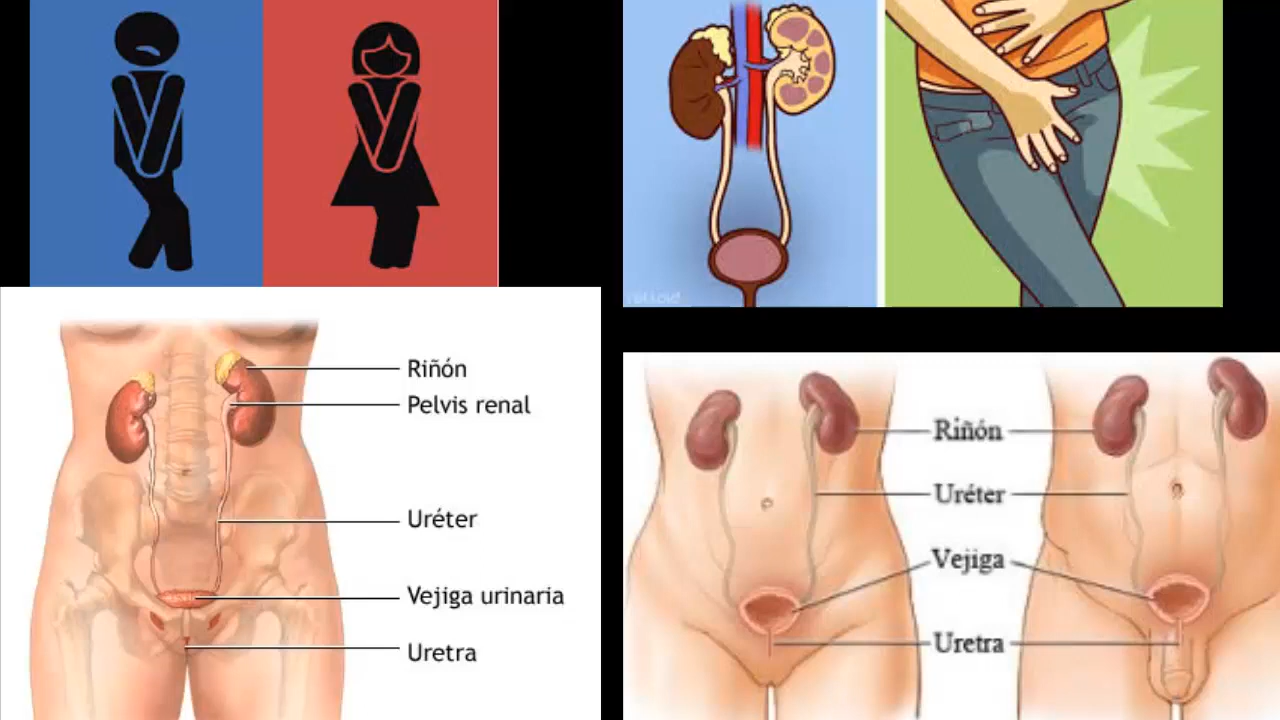 Riñón
Pelvis renal
Uréter
Vejiga urinaria
Uretra
Riñón
Uréter
Vejiga
Uretra